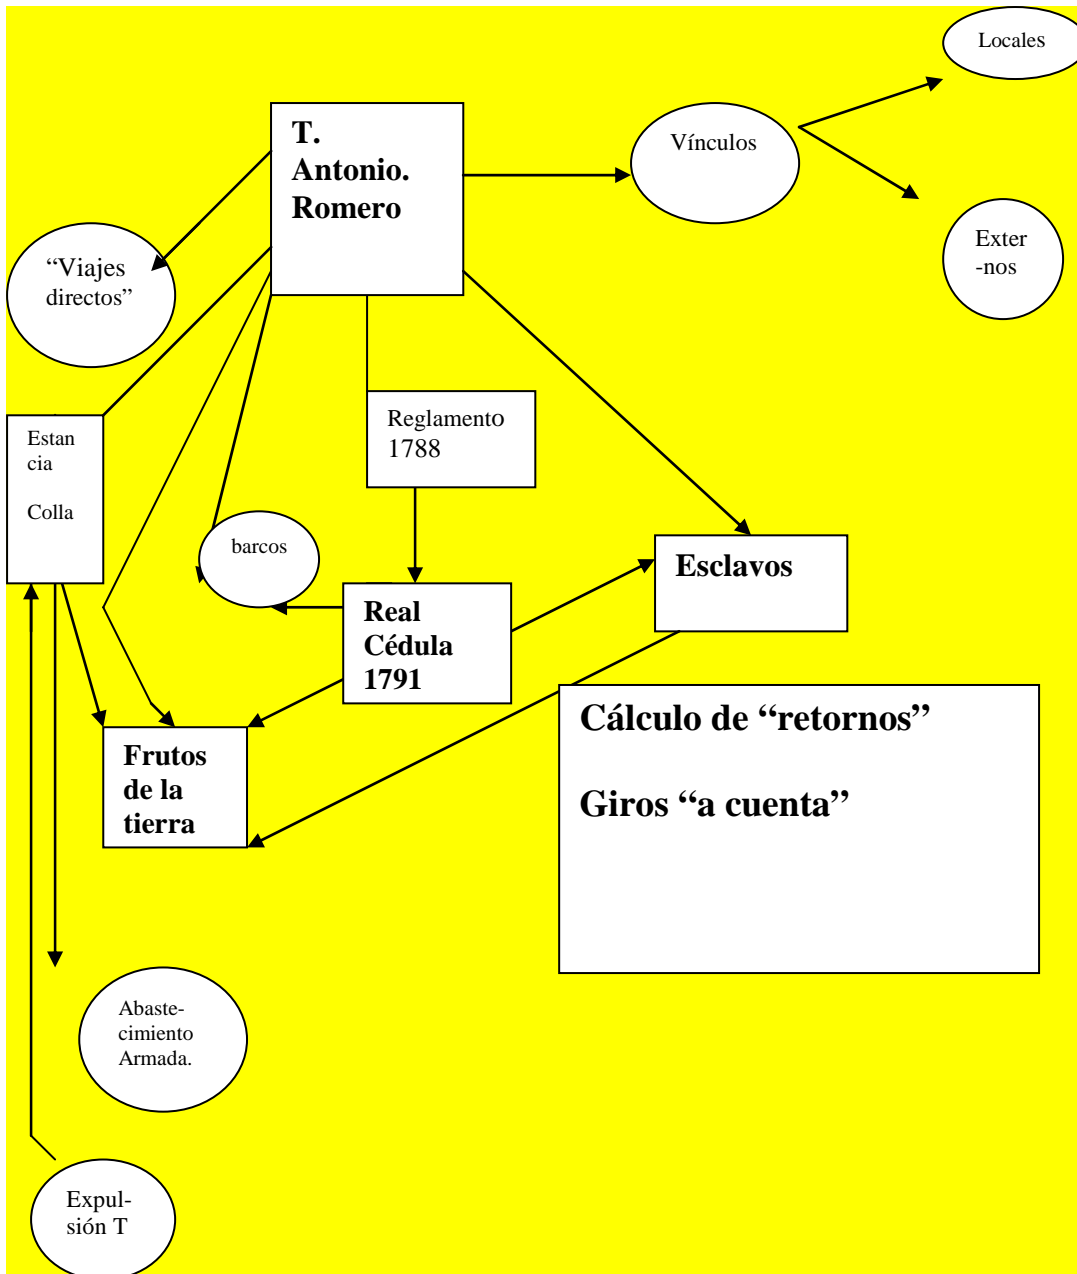 Locales
T.
Antonio.
Romero
Vínculos
Exter
-nos
“Viajes
directos”
Reglamento
1788
Estan
cia
Colla
barcos
Esclavos
Real
Cédula
1791
Cálculo de “retornos”
Giros “a cuenta”
Frutos
de la
tierra
Abaste-
cimiento
Armada.
Expul-
sión T